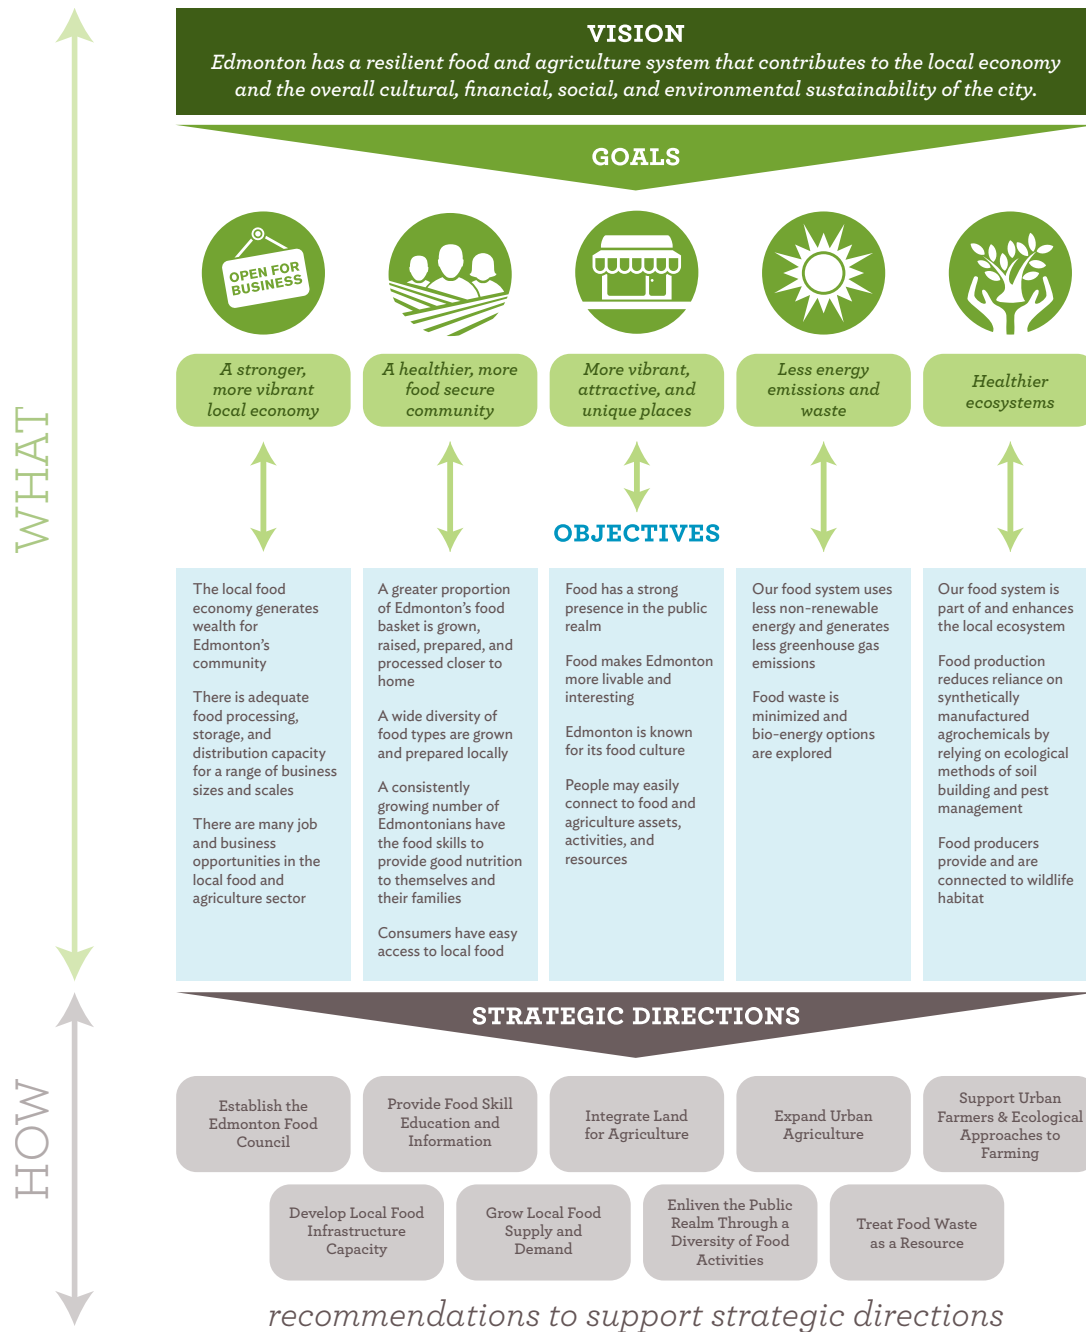 VISION
Edmonton has a resilient food and agriculture system that contributes to the local economy
and the overall cultural, financial, social, and environmental sustainability of the city.
GOALS
OPEN FOR
BUSINESS
A stronger,
more vibrant
local economy
A healthier, more
food secure
community
More vibrant,
attractive, and
unique places
Less energy
emissions and
waste
Healthier
ecosystems
WHAT
OBJECTIVES
The local food
economy generates
wealth for
Edmonton's
community
There is adequate
food processing,
storage, and
distribution capacity
for a range of business
sizes and scales
There are many job
and business
opportunities in the
local food and
agriculture sector
A greater proportion
of Edmonton's food
basket is grown,
raised, prepared, and
processed closer to
home
A wide diversity of
food types are grown
and prepared locally
A consistently
growing number of
Edmontonians have
the food skills to
provide good nutrition
to themselves and
their families
Consumers have easy
access to local food
Food has a strong
presence in the public
realm
Food makes Edmonton
more livable and
interesting
Edmonton is known
for its food culture
People may easily
connect to food and
agriculture assets,
activities, and
resources
Our food system uses
less non-renewable
energy and generates
less greenhouse gas
emissions
Food waste is
minimized and
bio-energy options
are explored
Our food system is
part of and enhances
the local ecosystem
Food production
reduces reliance on
synthetically
manufactured
agrochemicals by
relying on ecological
methods of soil
building and pest
management
Food producers
provide and are
connected to wildlife
habitat
STRATEGIC DIRECTIONS
HOW
Establish the
Edmonton Food
Council
Provide Food Skill
Education and
Information
Integrate Land
for Agriculture
Expand Urban
Agriculture
Support Urban
Farmers & Ecological
Approaches to
Farming
Develop Local Food
Infrastructure
Capacity
Grow Local Food
Supply and
Demand
Enliven the Public
Realm Through a
Diversity of Food
Activities
Treat Food Waste
as a Resource
recommendations to support strategic directions